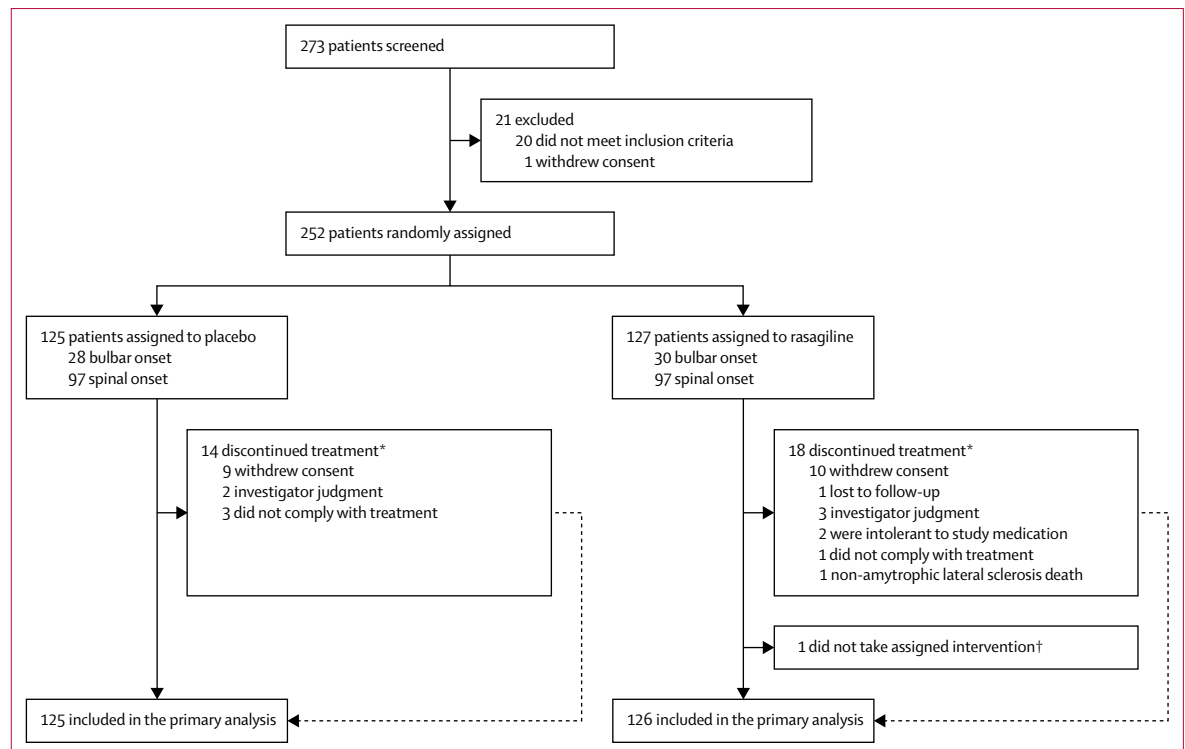 273 patients screened
21 excluded
20 did not meet inclusion criteria
1 withdrew consent
252 patients randomly assigned
125 patients assigned to placebo
28 bulbar onset
97 spinal onset
127 patients assigned to rasagiline
30 bulbar onset
97 spinal onset
14 discontinued treatment*
9 withdrew consent
2 investigator judgment
3 did not comply with treatment
18 discontinued treatment*
10 withdrew consent
1 lost to follow-up
3 investigator judgment
2 were intolerant to study medication
1 did not comply with treatment
1 non-amytrophic lateral sclerosis death
1 did not take assigned intervention†
125 included in the primary analysis
126 included in the primary analysis